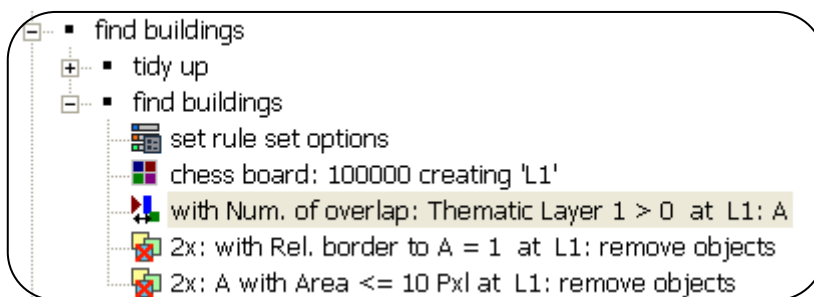 find buildings
tidy up
find buildings
set rule set options
chess board: 100000 creating 'L1'
with Num. of overlap: Thematic Layer 1 > 0 at L1: A
2x: with Rel. border to A = 1 at L1: remove objects
2x: A with Area <= 10 Pxl at L1: remove objects